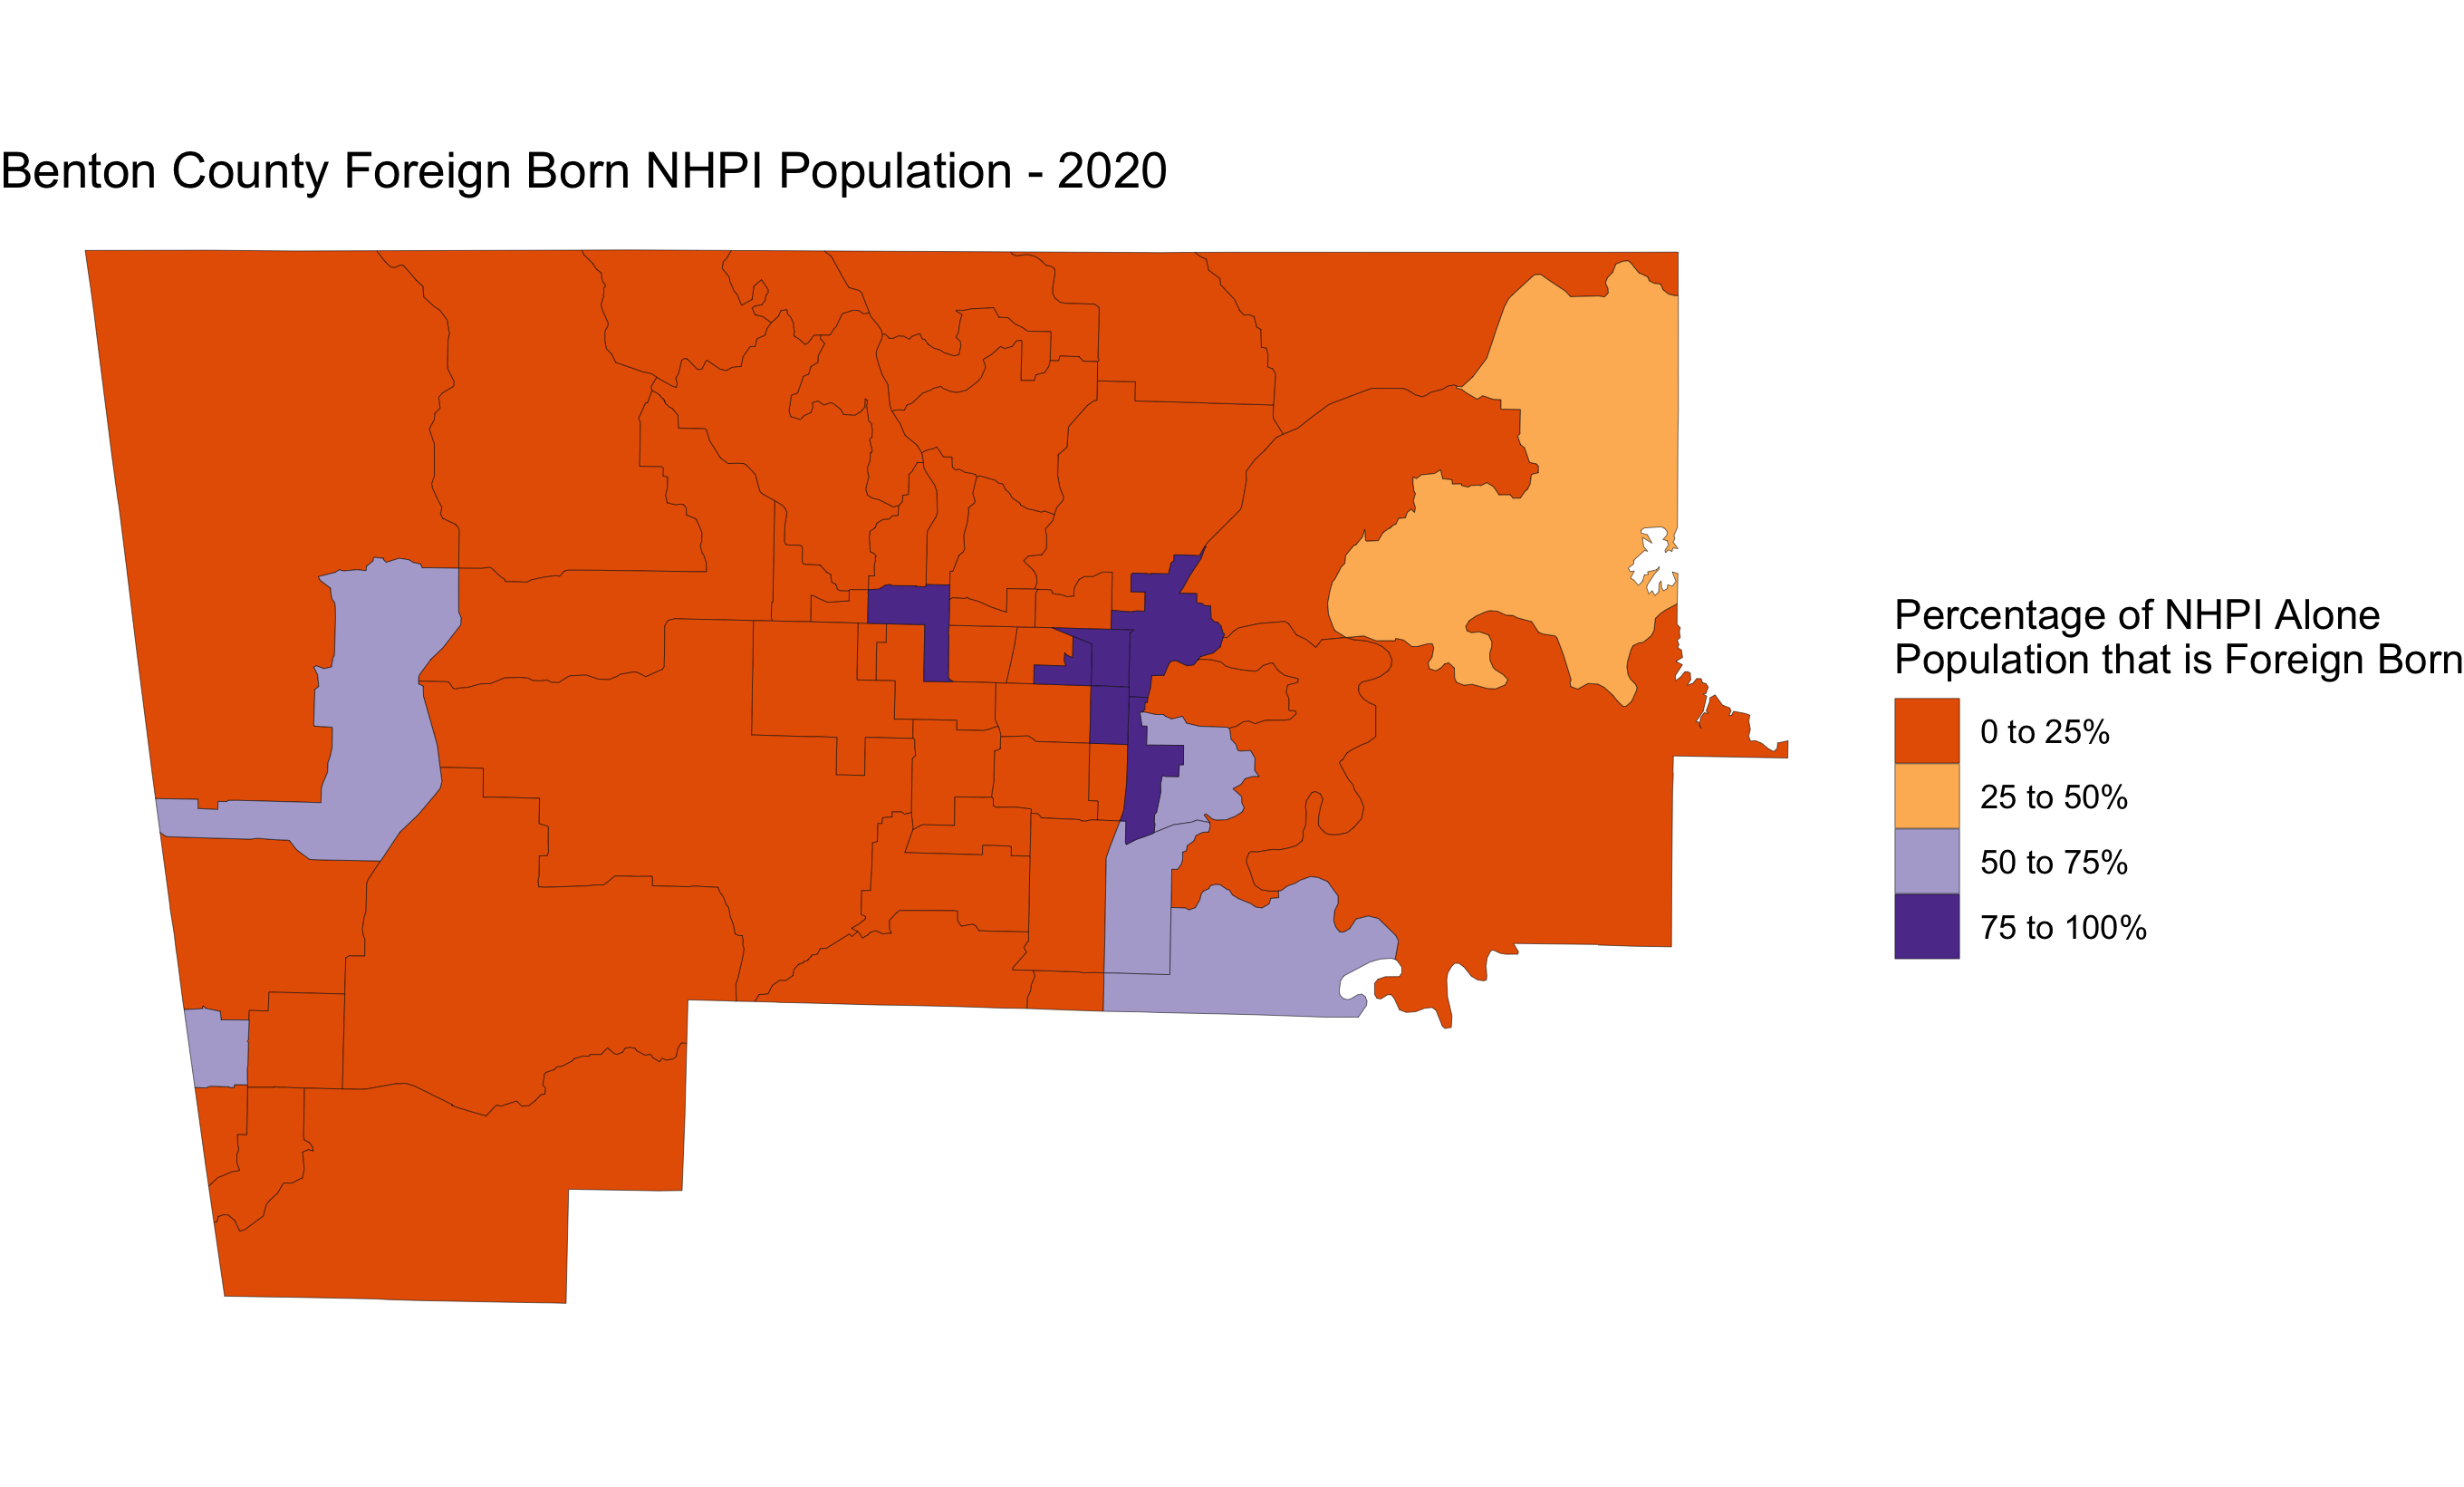 Benton County Foreign Born NHPI Population - 2020
Percentage of NHPI Alone
Population that is Foreign Born
0 to 25%
25 to 50%
50 to 75%
75 to 100%